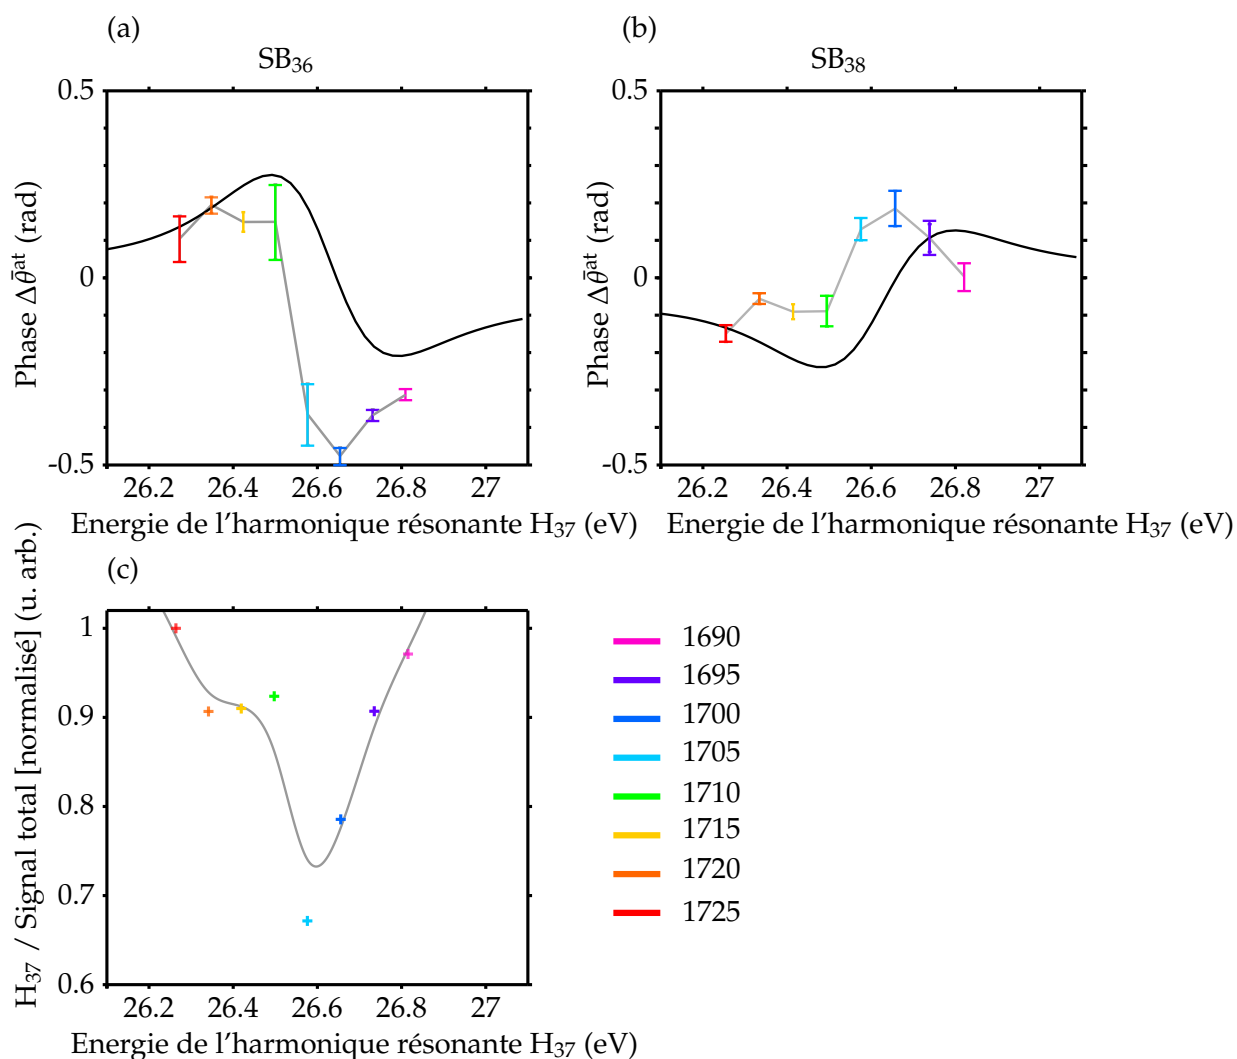 (a)
SB36
0.5
0
-0.5
Phase Δθ̄at (rad)
26.2 26.4 26.6 26.8 27
Energie de l'harmonique résonante H37 (eV)
(b)
SB38
0.5
0
-0.5
Phase Δθ̄at (rad)
26.2 26.4 26.6 26.8 27
Energie de l'harmonique résonante H37 (eV)
(c)
1
0.9
0.8
0.7
0.6
H37 / Signal total [normalisé] (u. arb.)
26.2 26.4 26.6 26.8 27
Energie de l'harmonique résonante H37 (eV)
1690
1695
1700
1705
1710
1715
1720
1725